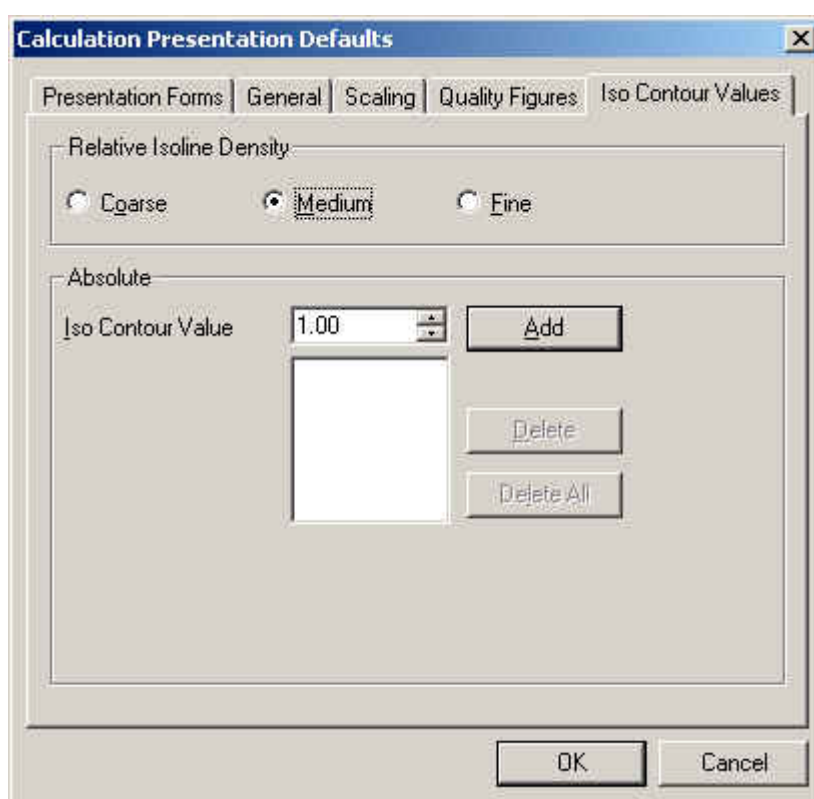 Calculation Presentation Defaults
Presentation Forms General Scaling Quality Figures Iso Contour Values
Relative Isoline Density
Coarse Medium Fine
Absolute
Iso Contour Value 1.00 Add
Delete
Delete All
OK Cancel